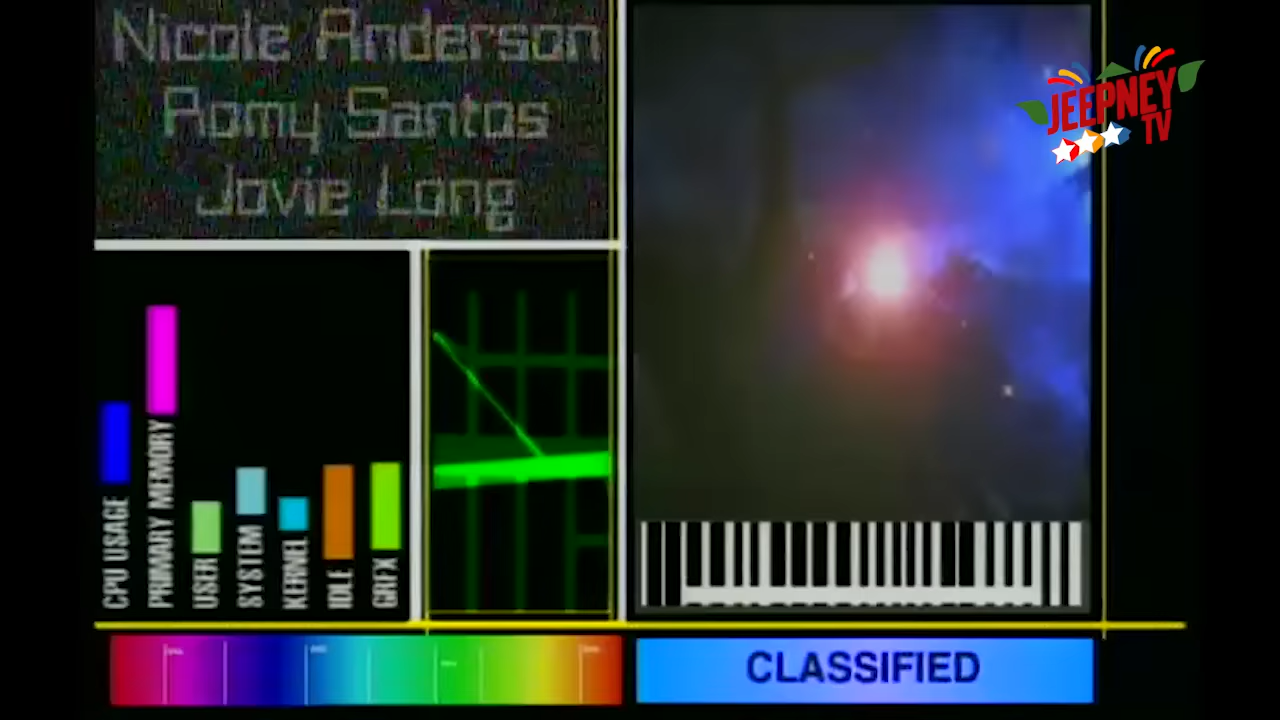 Nicole Anderson
Romy Santos
Jovie Long
JEEPNEY
TV
CPU USAGE
PRIMARY MEMORY
USER
SYSTEM
KERNEL
IDLE
GRFX
CLASSIFIED